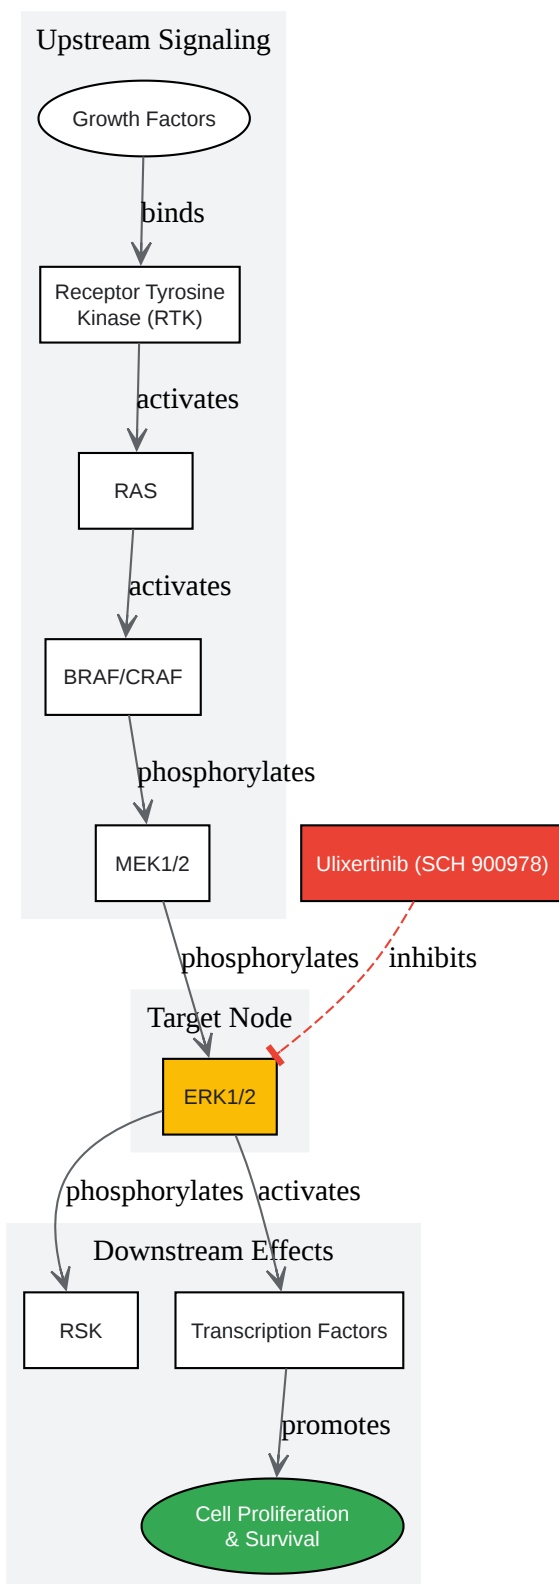 Upstream Signaling
Growth Factors
binds
Receptor Tyrosine
Kinase (RTK)
activates
RAS
activates
BRAF/CRAF
phosphorylates
MEK1/2
Ulixertinib (SCH 900978)
phosphorylates
inhibits
Target Node
ERK1/2
phosphorylates
activates
Downstream Effects
RSK
Transcription Factors
promotes
Cell Proliferation
& Survival